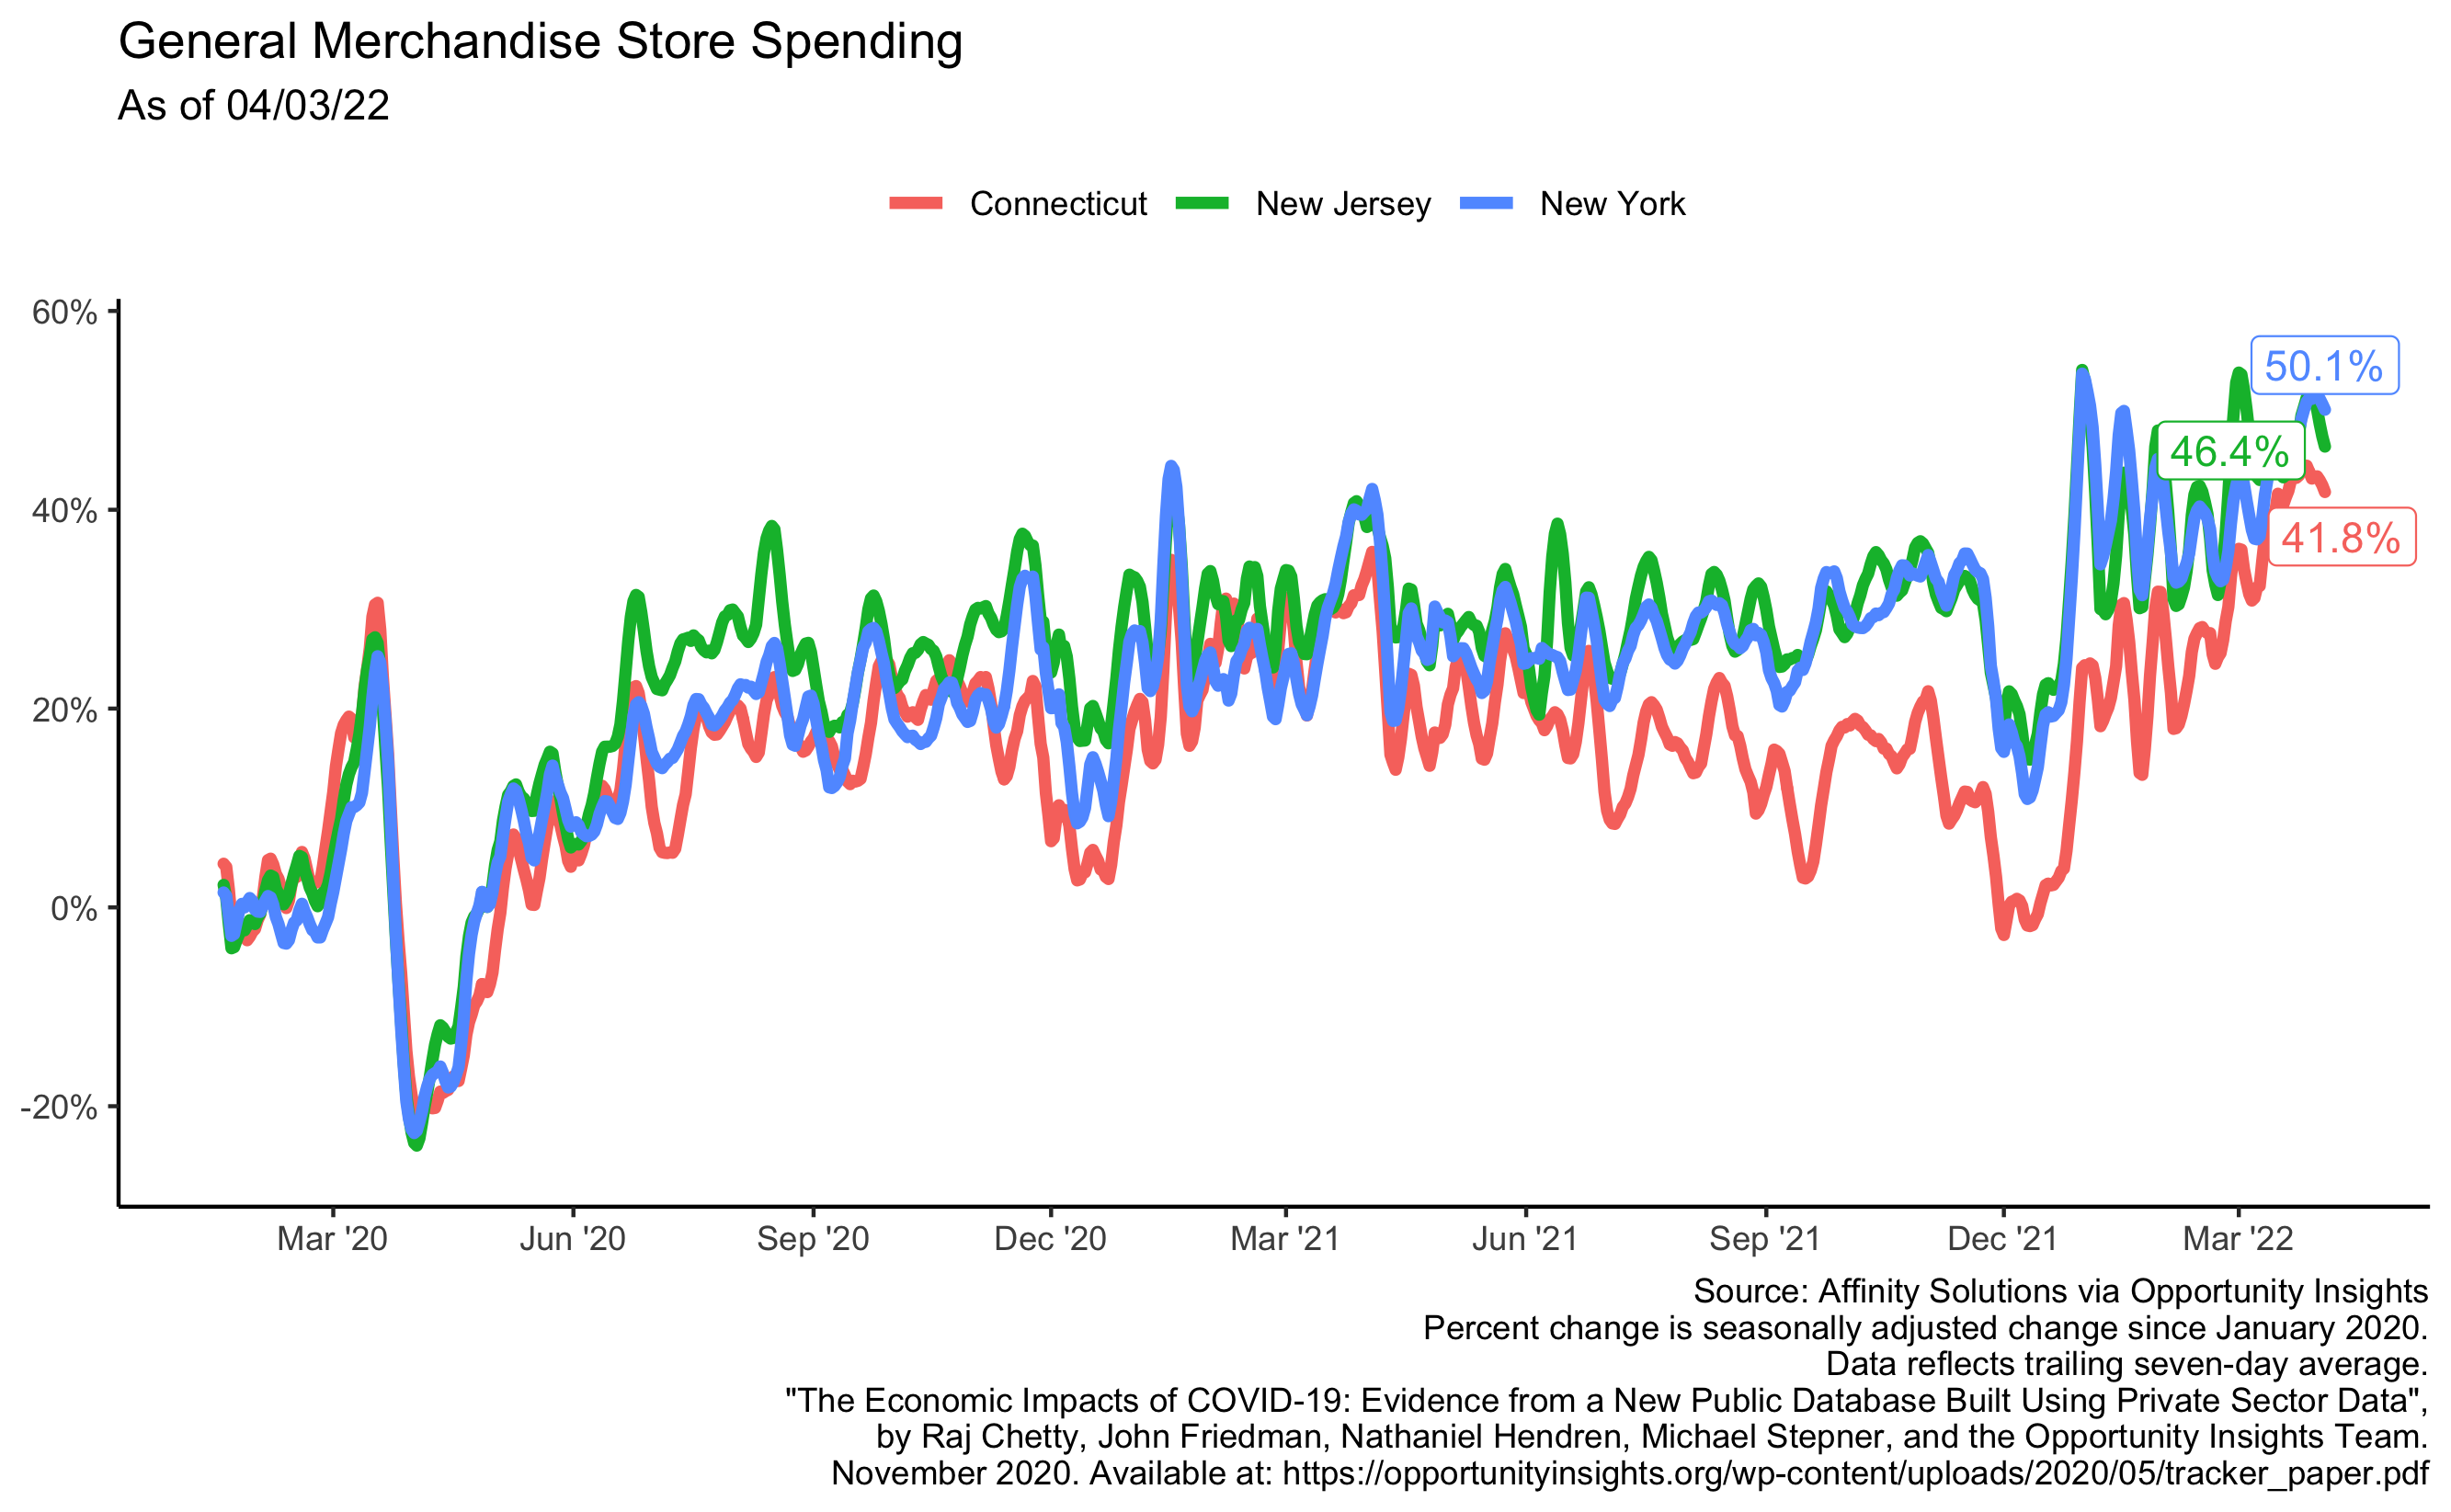 General Merchandise Store Spending
As of 04/03/22
Connecticut New Jersey New York
60%
50.1%
46.4%
40%
41.8%
20%
0%
-20%
Mar '20 Jun '20 Sep '20 Dec '20 Mar '21 Jun '21 Sep '21 Dec '21 Mar '22
Source: Affinity Solutions via Opportunity Insights
Percent change is seasonally adjusted change since January 2020.
Data reflects trailing seven-day average.
"The Economic Impacts of COVID-19: Evidence from a New Public Database Built Using Private Sector Data",
by Raj Chetty, John Friedman, Nathaniel Hendren, Michael Stepner, and the Opportunity Insights Team.
November 2020. Available at: https://opportunityinsights.org/wp-content/uploads/2020/05/tracker_paper.pdf